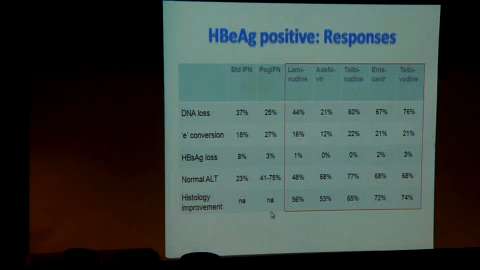 HBeAg positive: Responses
Std IFN PegIFN Lami- Adefo- Telbi- Ente- Telbi-
vudine vir vudine cavir vudine
DNA loss 37% 25% 44% 21% 60% 67% 76%
'e' conversion 18% 27% 16% 12% 22% 21% 21%
HBsAg loss 8% 3% 1% 0% 0% 2% 3%
Normal ALT 23% 41-75% 48% 68% 77% 68% 68%
Histology
improvement na na 56% 53% 65% 72% 74%